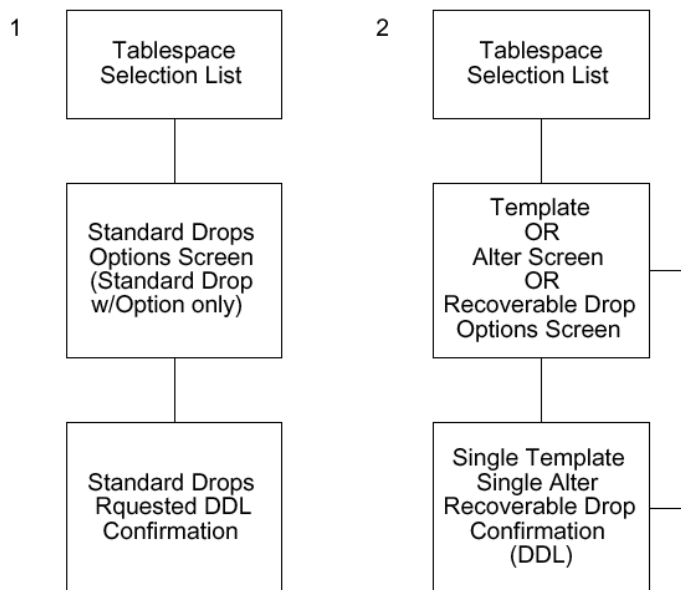 1
Tablespace
Selection List
Standard Drops
Options Screen
(Standard Drop
w/Option only)
Standard Drops
Rquested DDL
Confirmation
2
Tablespace
Selection List
Template
OR
Alter Screen
OR
Recoverable Drop
Options Screen
Single Template
Single Alter
Recoverable Drop
Confirmation
(DDL)